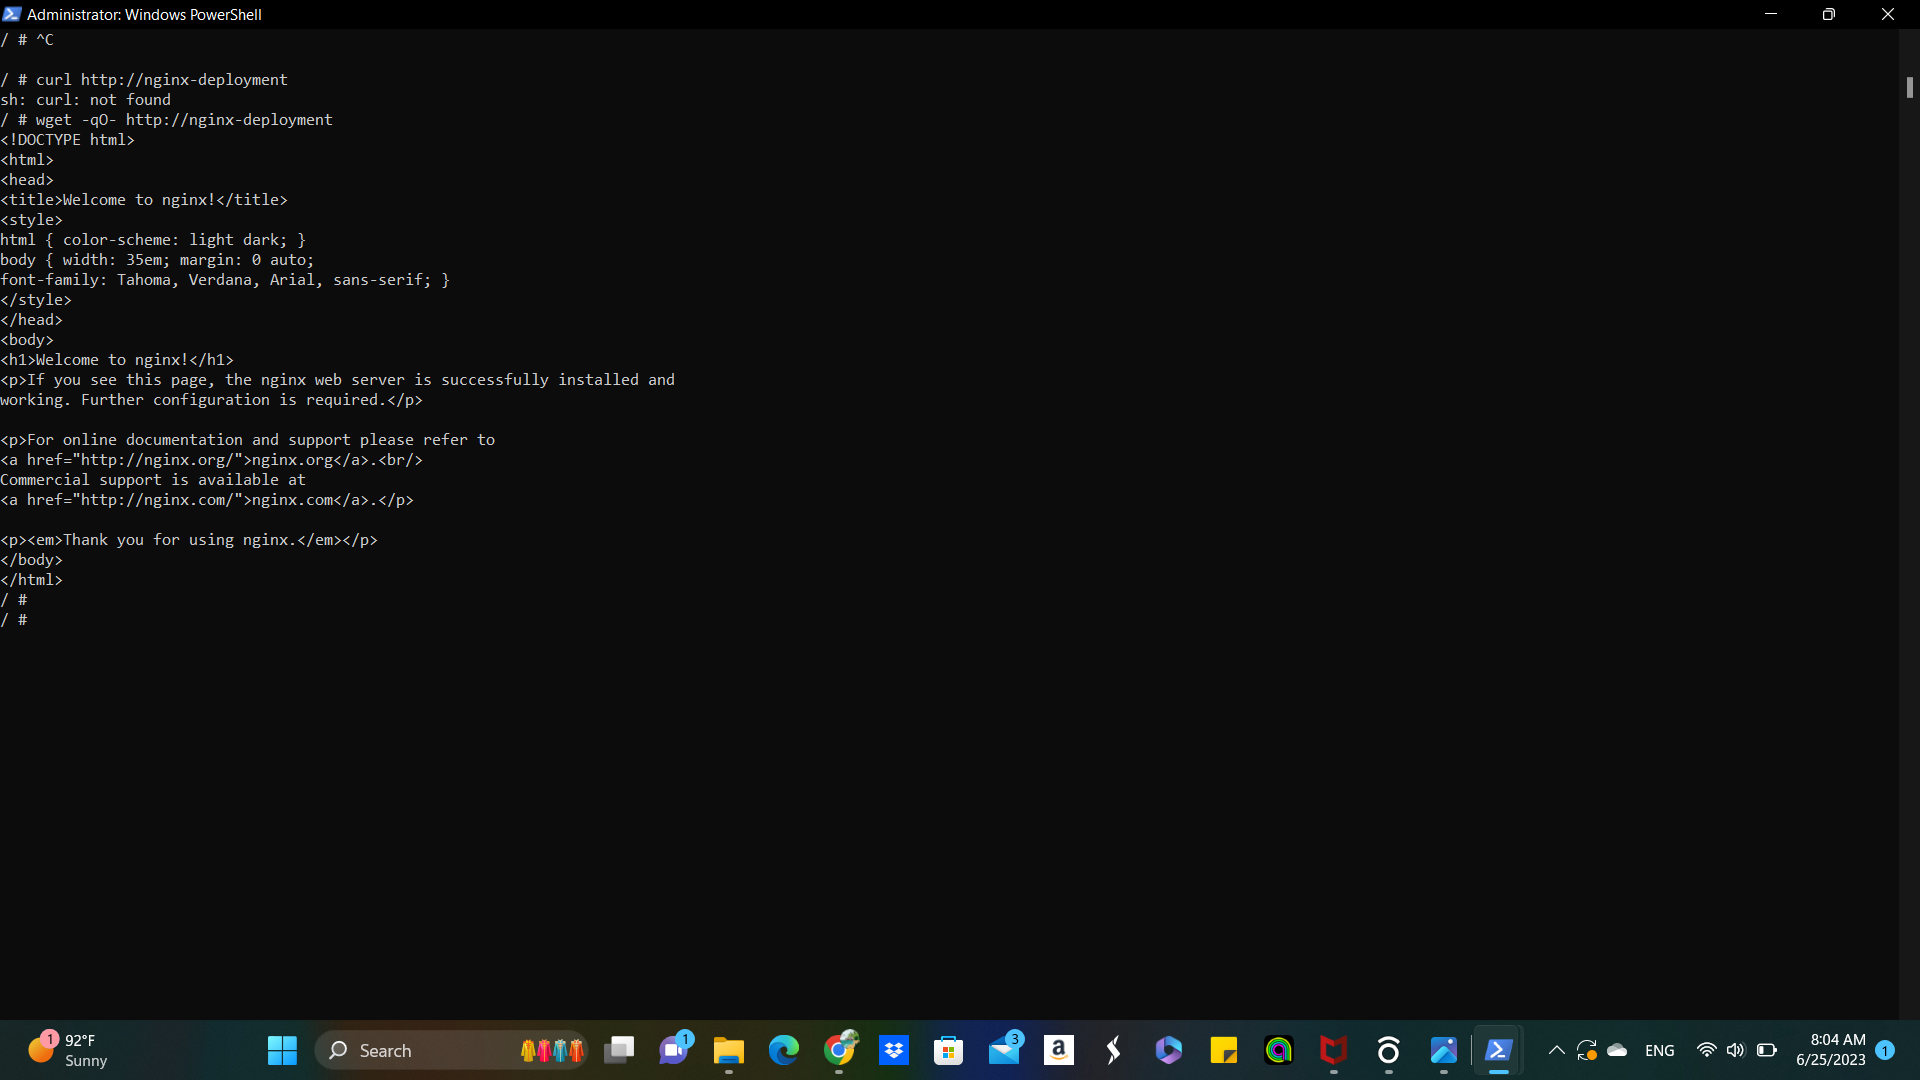 Administrator: Windows PowerShell
/ # ^C
/ # curl http://nginx-deployment
sh: curl: not found
/ # wget -qO- http://nginx-deployment
<!DOCTYPE html>
<html>
<head>
<title>Welcome to nginx!</title>
<style>
html { color-scheme: light dark; }
body { width: 35em; margin: 0 auto;
font-family: Tahoma, Verdana, Arial, sans-serif; }
</style>
</head>
<body>
<h1>Welcome to nginx!</h1>
<p>If you see this page, the nginx web server is successfully installed and
working. Further configuration is required.</p>
<p>For online documentation and support please refer to
<a href="http://nginx.org/">nginx.org</a>.<br/>
Commercial support is available at
<a href="http://nginx.com/">nginx.com</a>.</p>
<p><em>Thank you for using nginx.</em></p>
</body>
</html>
/ #
/ #
1
92°F
Sunny
Search
1
3
a
ENG
8:04 AM
6/25/2023
1